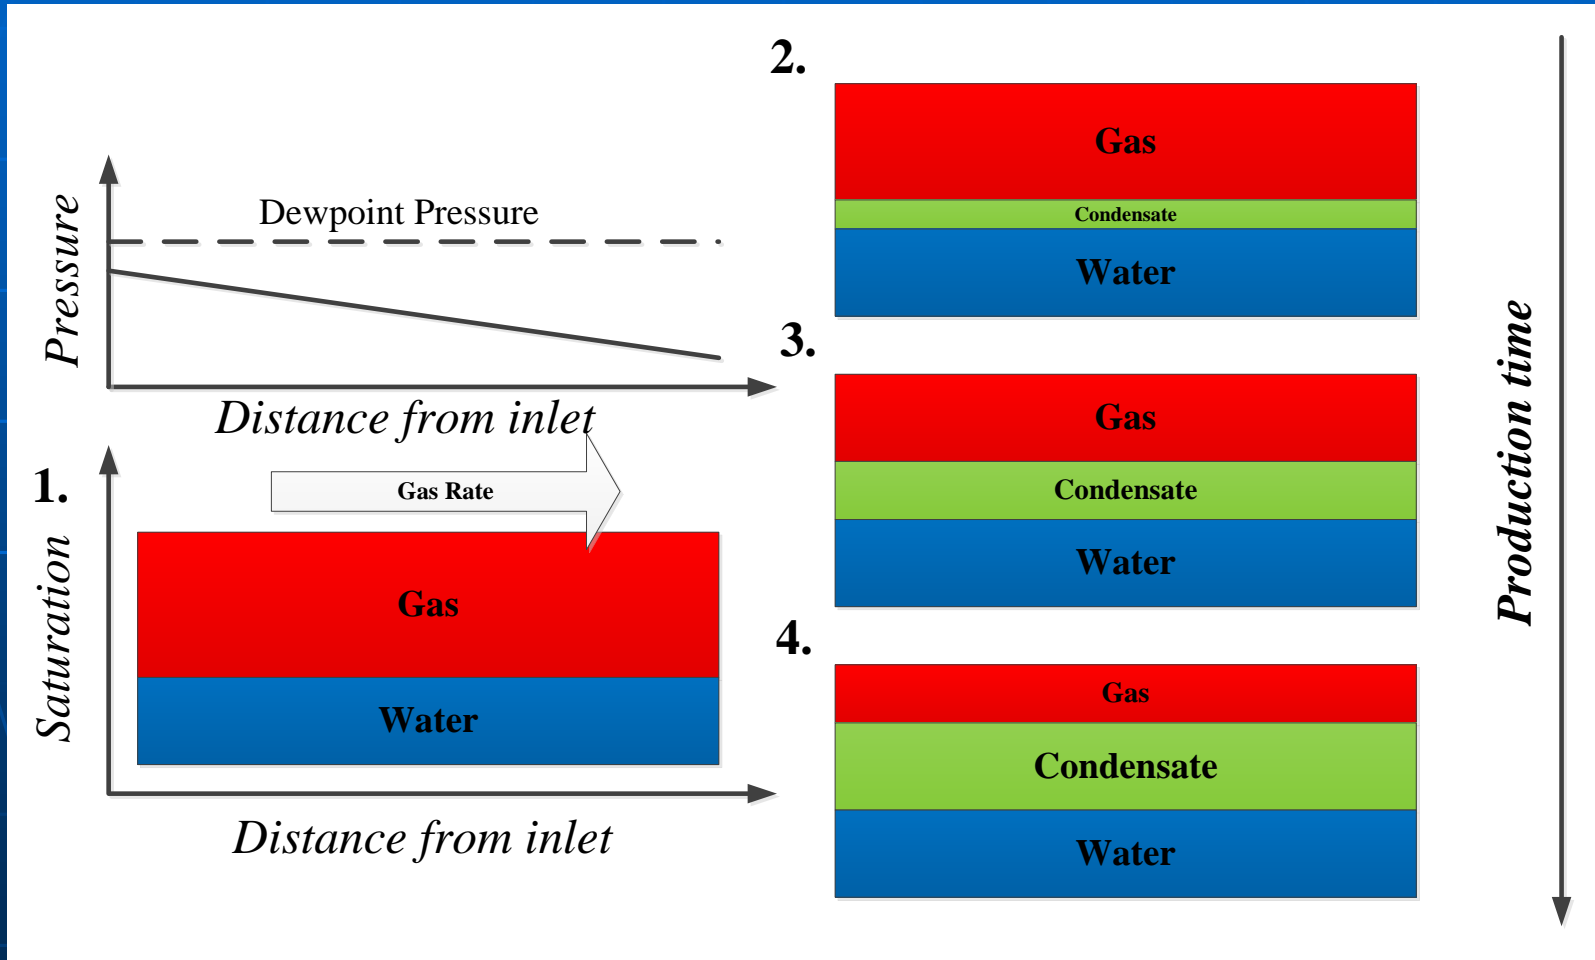 Pressure
Dewpoint Pressure
Distance from inlet
1.
Saturation
Gas Rate
Gas
Water
Distance from inlet
2.
Gas
Condensate
Water
3.
Gas
Condensate
Water
4.
Gas
Condensate
Water
Production time